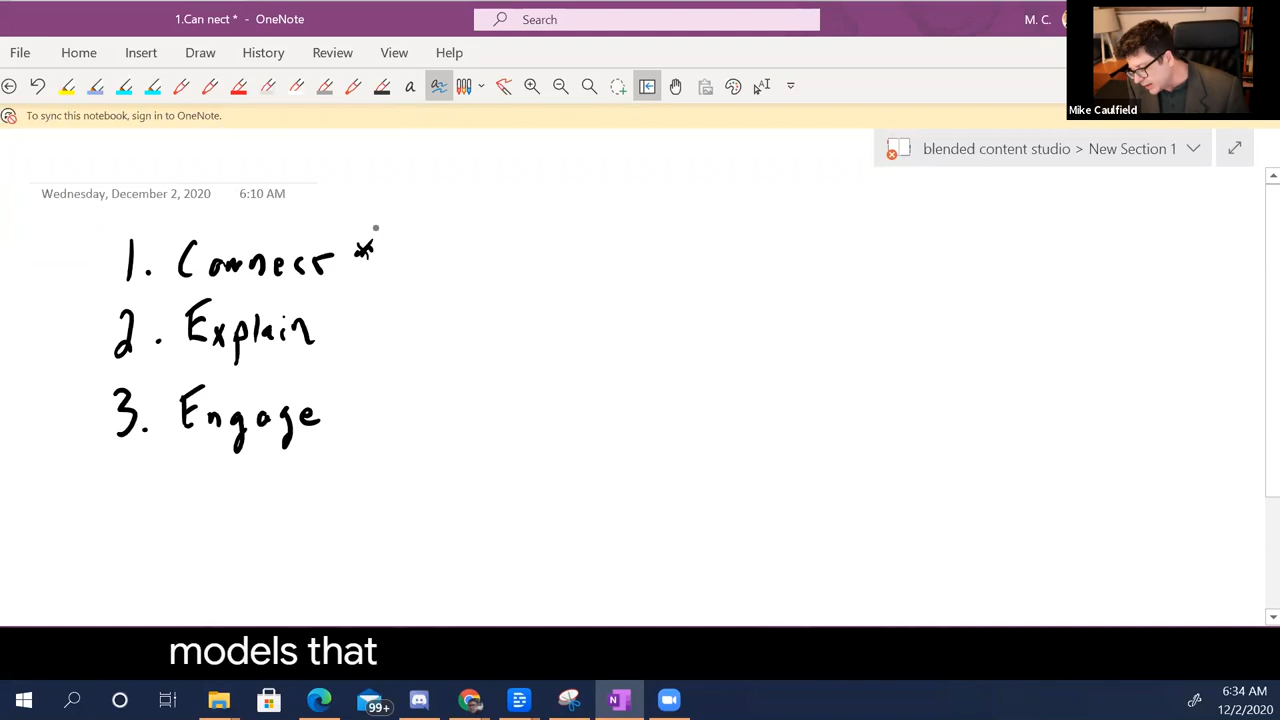 1.Can nect * - OneNote
Search
M. C.
File Home Insert Draw History Review View Help
Mike Caulfield
To sync this notebook, sign in to OneNote.
blended content studio > New Section 1
Wednesday, December 2, 2020 6:10 AM
1. Connect *
2. Explain
3. Engage
models that
99+
6:34 AM
12/2/2020